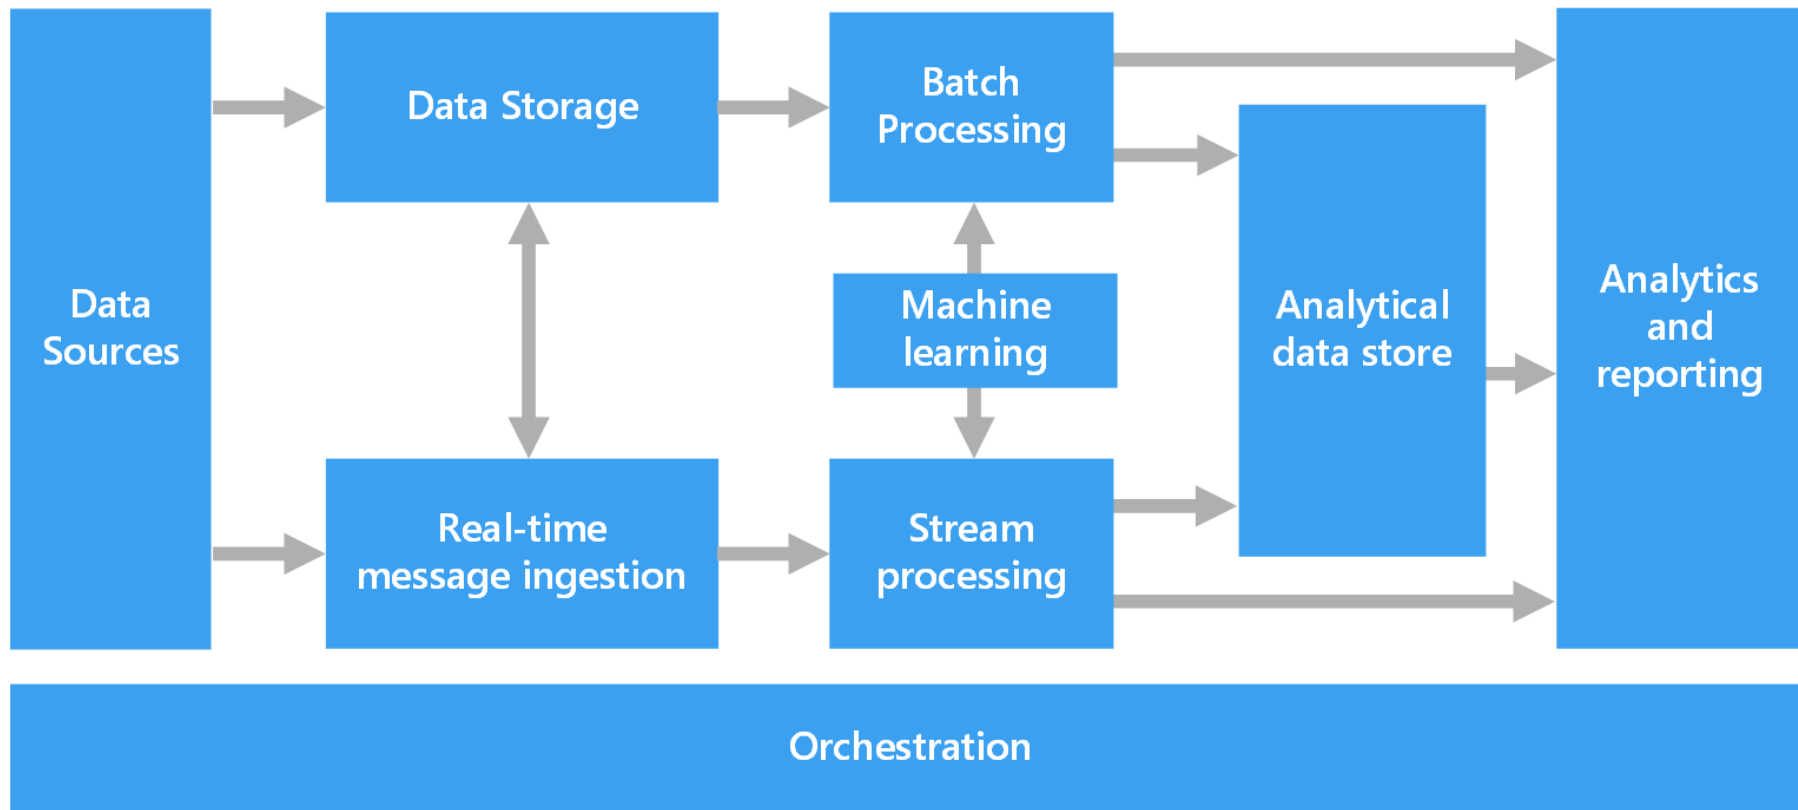 Data
Sources
Data Storage
Real-time
message ingestion
Batch
Processing
Machine
learning
Stream
processing
Analytical
data store
Analytics
and
reporting
Orchestration